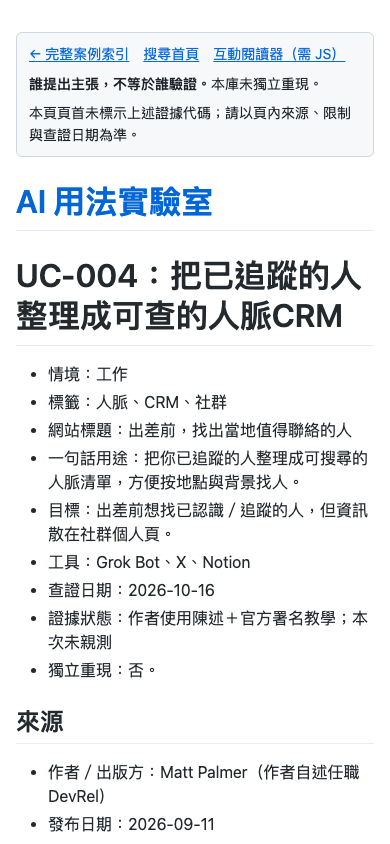 ← 完整案例索引 搜尋首頁 互動閱讀器（需 JS）
誰提出主張，不等於誰驗證。本庫未獨立重現。
本頁頁首未標示上述證據代碼；請以頁內來源、限制
與查證日期為準。
AI 用法實驗室
UC-004：把已追蹤的人
整理成可查的人脈CRM
• 情境：工作
• 標籤：人脈、CRM、社群
• 網站標題：出差前，找出當地值得聯絡的人
• 一句話用途：把你已追蹤的人整理成可搜尋的
人脈清單，方便按地點與背景找人。
• 目標：出差前想找已認識／追蹤的人，但資訊
散在社群個人頁。
• 工具：Grok Bot、X、Notion
• 查證日期：2026-10-16
• 證據狀態：作者使用陳述＋官方署名教學；本
次未親測
• 獨立重現：否。
來源
• 作者／出版方：Matt Palmer（作者自述任職
DevRel）
• 發布日期：2026-09-11